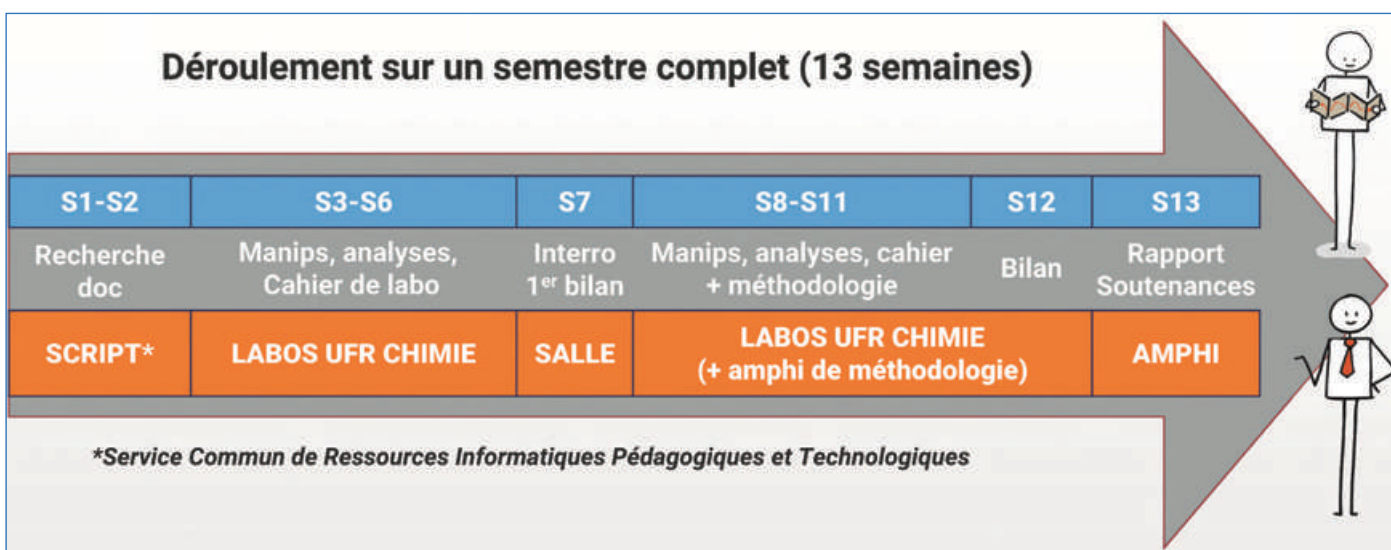 Déroulement sur un semestre complet (13 semaines)
S1-S2 S3-S6 S7 S8-S11 S12 S13
Recherche doc
Manips, analyses,
Cahier de labo
Interro
1er bilan
Manips, analyses, cahier
+ méthodologie
Bilan
Rapport
Soutenances
SCRIPT*
LABOS UFR CHIMIE
SALLE
LABOS UFR CHIMIE
(+ amphi de méthodologie)
AMPHI
*Service Commun de Ressources Informatiques Pédagogiques et Technologiques